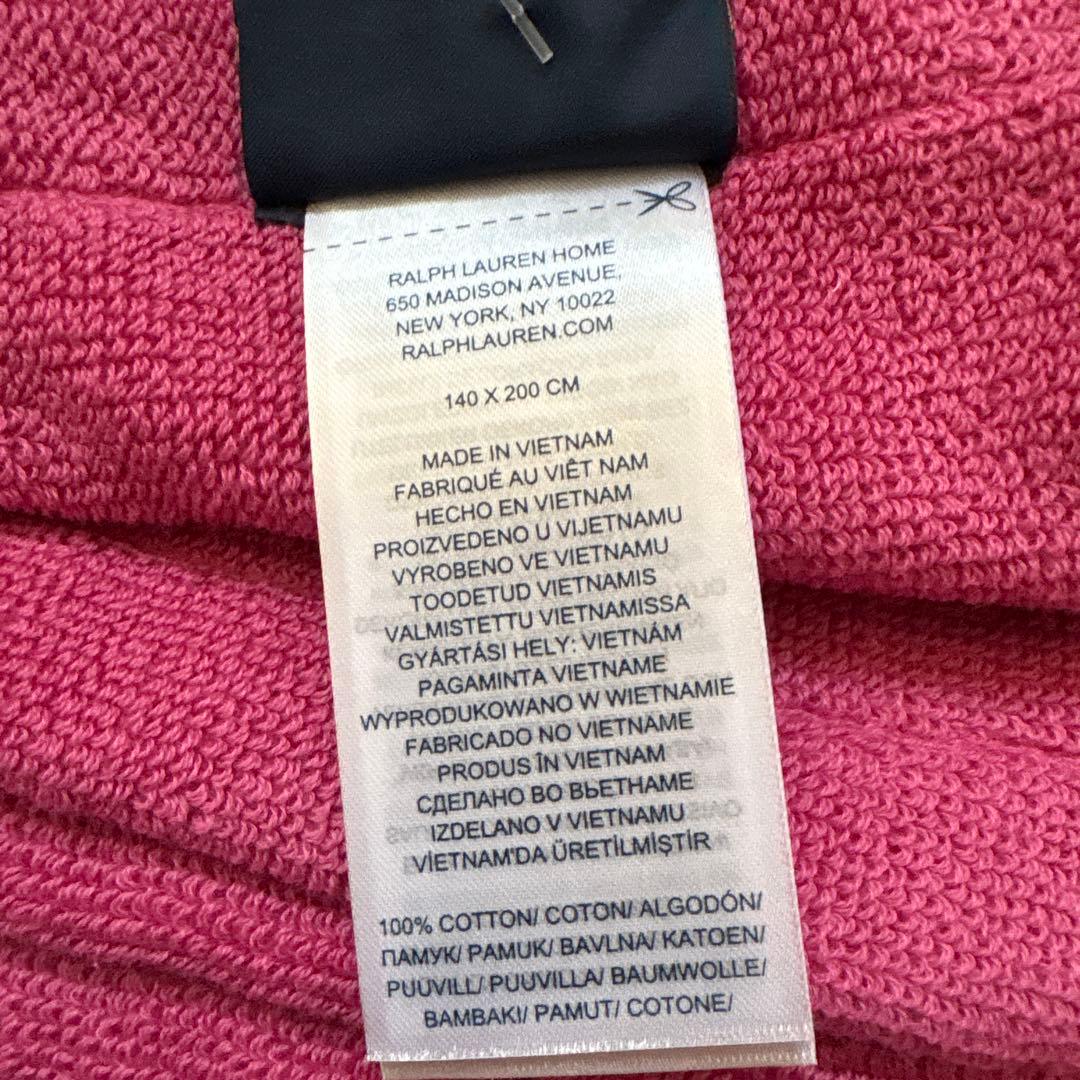 RALPH LAUREN HOME
650 MADISON AVENUE,
NEW YORK, NY 10022
RALPHLAUREN.COM
140 X 200 CM
MADE IN VIETNAM
FABRIQUÉ AU VIÊT NAM
HECHO EN VIETNAM
PROIZVEDENO U VIJETNAMU
VYROBENO VE VIETNAMU
TOODETUD VIETNAMIS
VALMISTETTU VIETNAMISSA
GYÁRTÁSI HELY: VIETNÁM
PAGAMINTA VIETNAME
WYPRODUKOWANO W WIETNAMIE
FABRICADO NO VIETNAME
PRODUS ÎN VIETNAM
СДЕЛАНО ВО ВЬЕТНАМЕ
IZDELANO V VIETNAMU
VİETNAM'DA ÜRETİLMİŞTİR
100% COTTON/ COTON/ ALGODÓN/
ПАМУК/ PAMUK/ BAVLNA/ KATOEN/
PUUVILL/ PUUVILLA/ BAUMWOLLE/
BAMBAKI/ PAMUT/ COTONE/